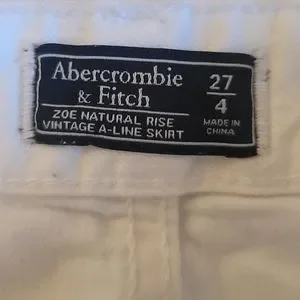 Abercrombie
& Fitch
ZOE NATURAL RISE
VINTAGE A-LINE SKIRT
27
4
MADE IN
CHINA